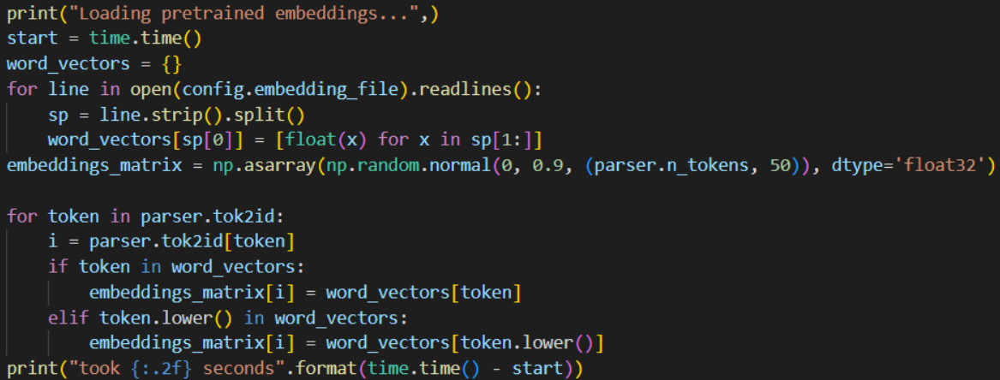 print("Loading pretrained embeddings...",)
start = time.time()
word_vectors = {}
for line in open(config.embedding_file).readlines():
    sp = line.strip().split()
    word_vectors[sp[0]] = [float(x) for x in sp[1:]]
embeddings_matrix = np.asarray(np.random.normal(0, 0.9, (parser.n_tokens, 50)), dtype='float32')

for token in parser.tok2id:
    i = parser.tok2id[token]
    if token in word_vectors:
        embeddings_matrix[i] = word_vectors[token]
    elif token.lower() in word_vectors:
        embeddings_matrix[i] = word_vectors[token.lower()]
print("took {:.2f} seconds".format(time.time() - start))